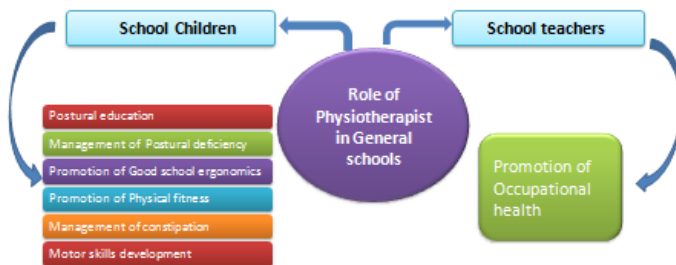 School Children
School teachers
Role of
Physiotherapist
in General
schools
Postural education
Management of Postural deficiency
Promotion of Good school ergonomics
Promotion of Physical fitness
Management of constipation
Motor skills development
Promotion of
Occupational
health